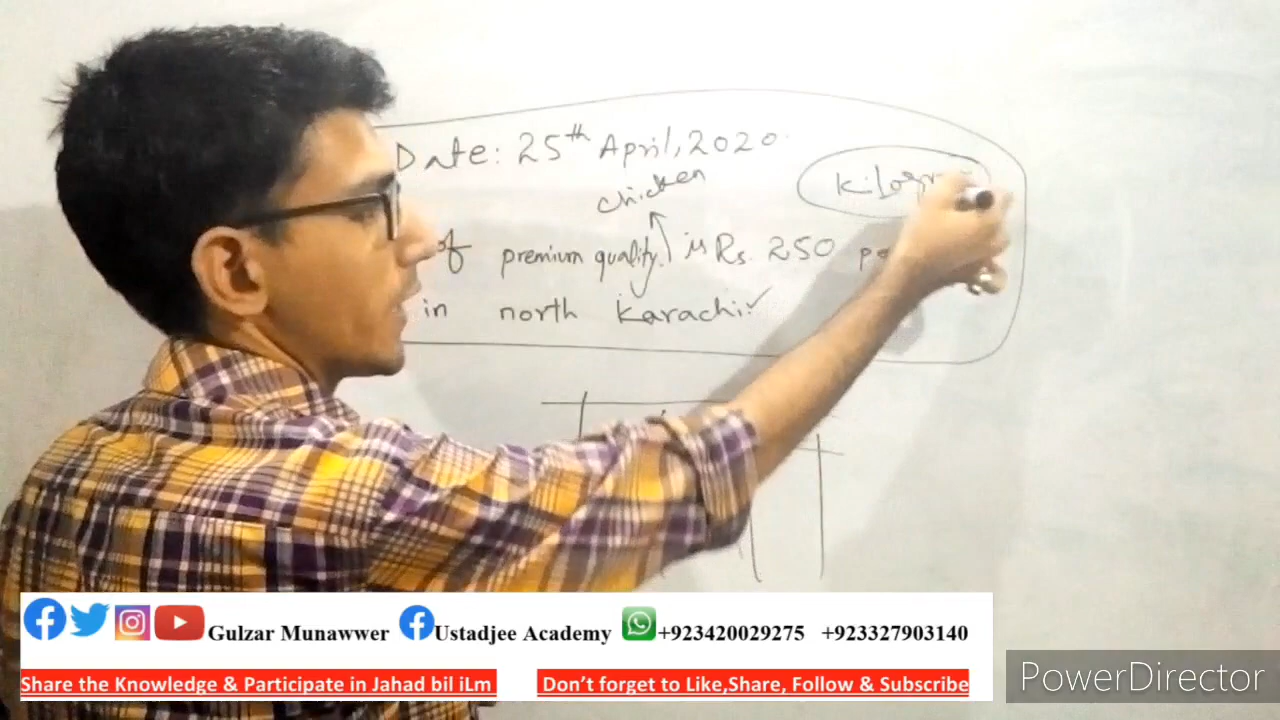 Date: 25th April, 2020.
chicken
of premium quality. is Rs. 250
in north Karachi.
Gulzar Munawwer Ustadjee Academy +923420029275 +923327903140
Share the Knowledge & Participate in Jahad bil iLm Don't forget to Like,Share, Follow & Subscribe
PowerDirector